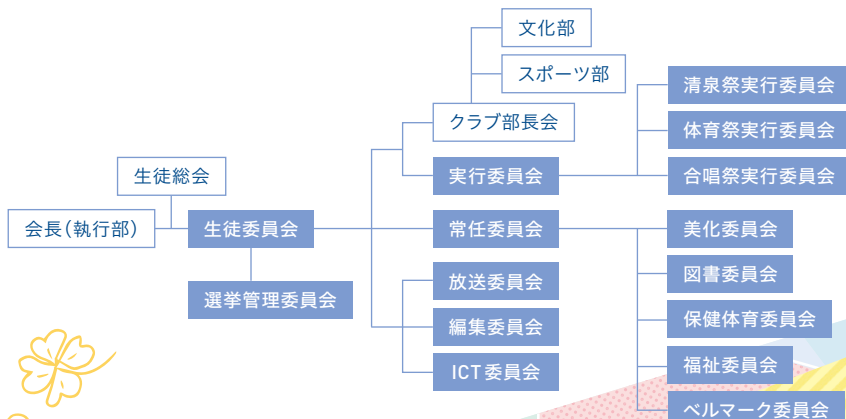 文化部
スポーツ部
クラブ部長会
実行委員会
清泉祭実行委員会
体育祭実行委員会
合唱祭実行委員会
生徒総会
会長（執行部）
生徒委員会
選挙管理委員会
常任委員会
放送委員会
編集委員会
ICT委員会
美化委員会
図書委員会
保健体育委員会
福祉委員会
ベルマーク委員会